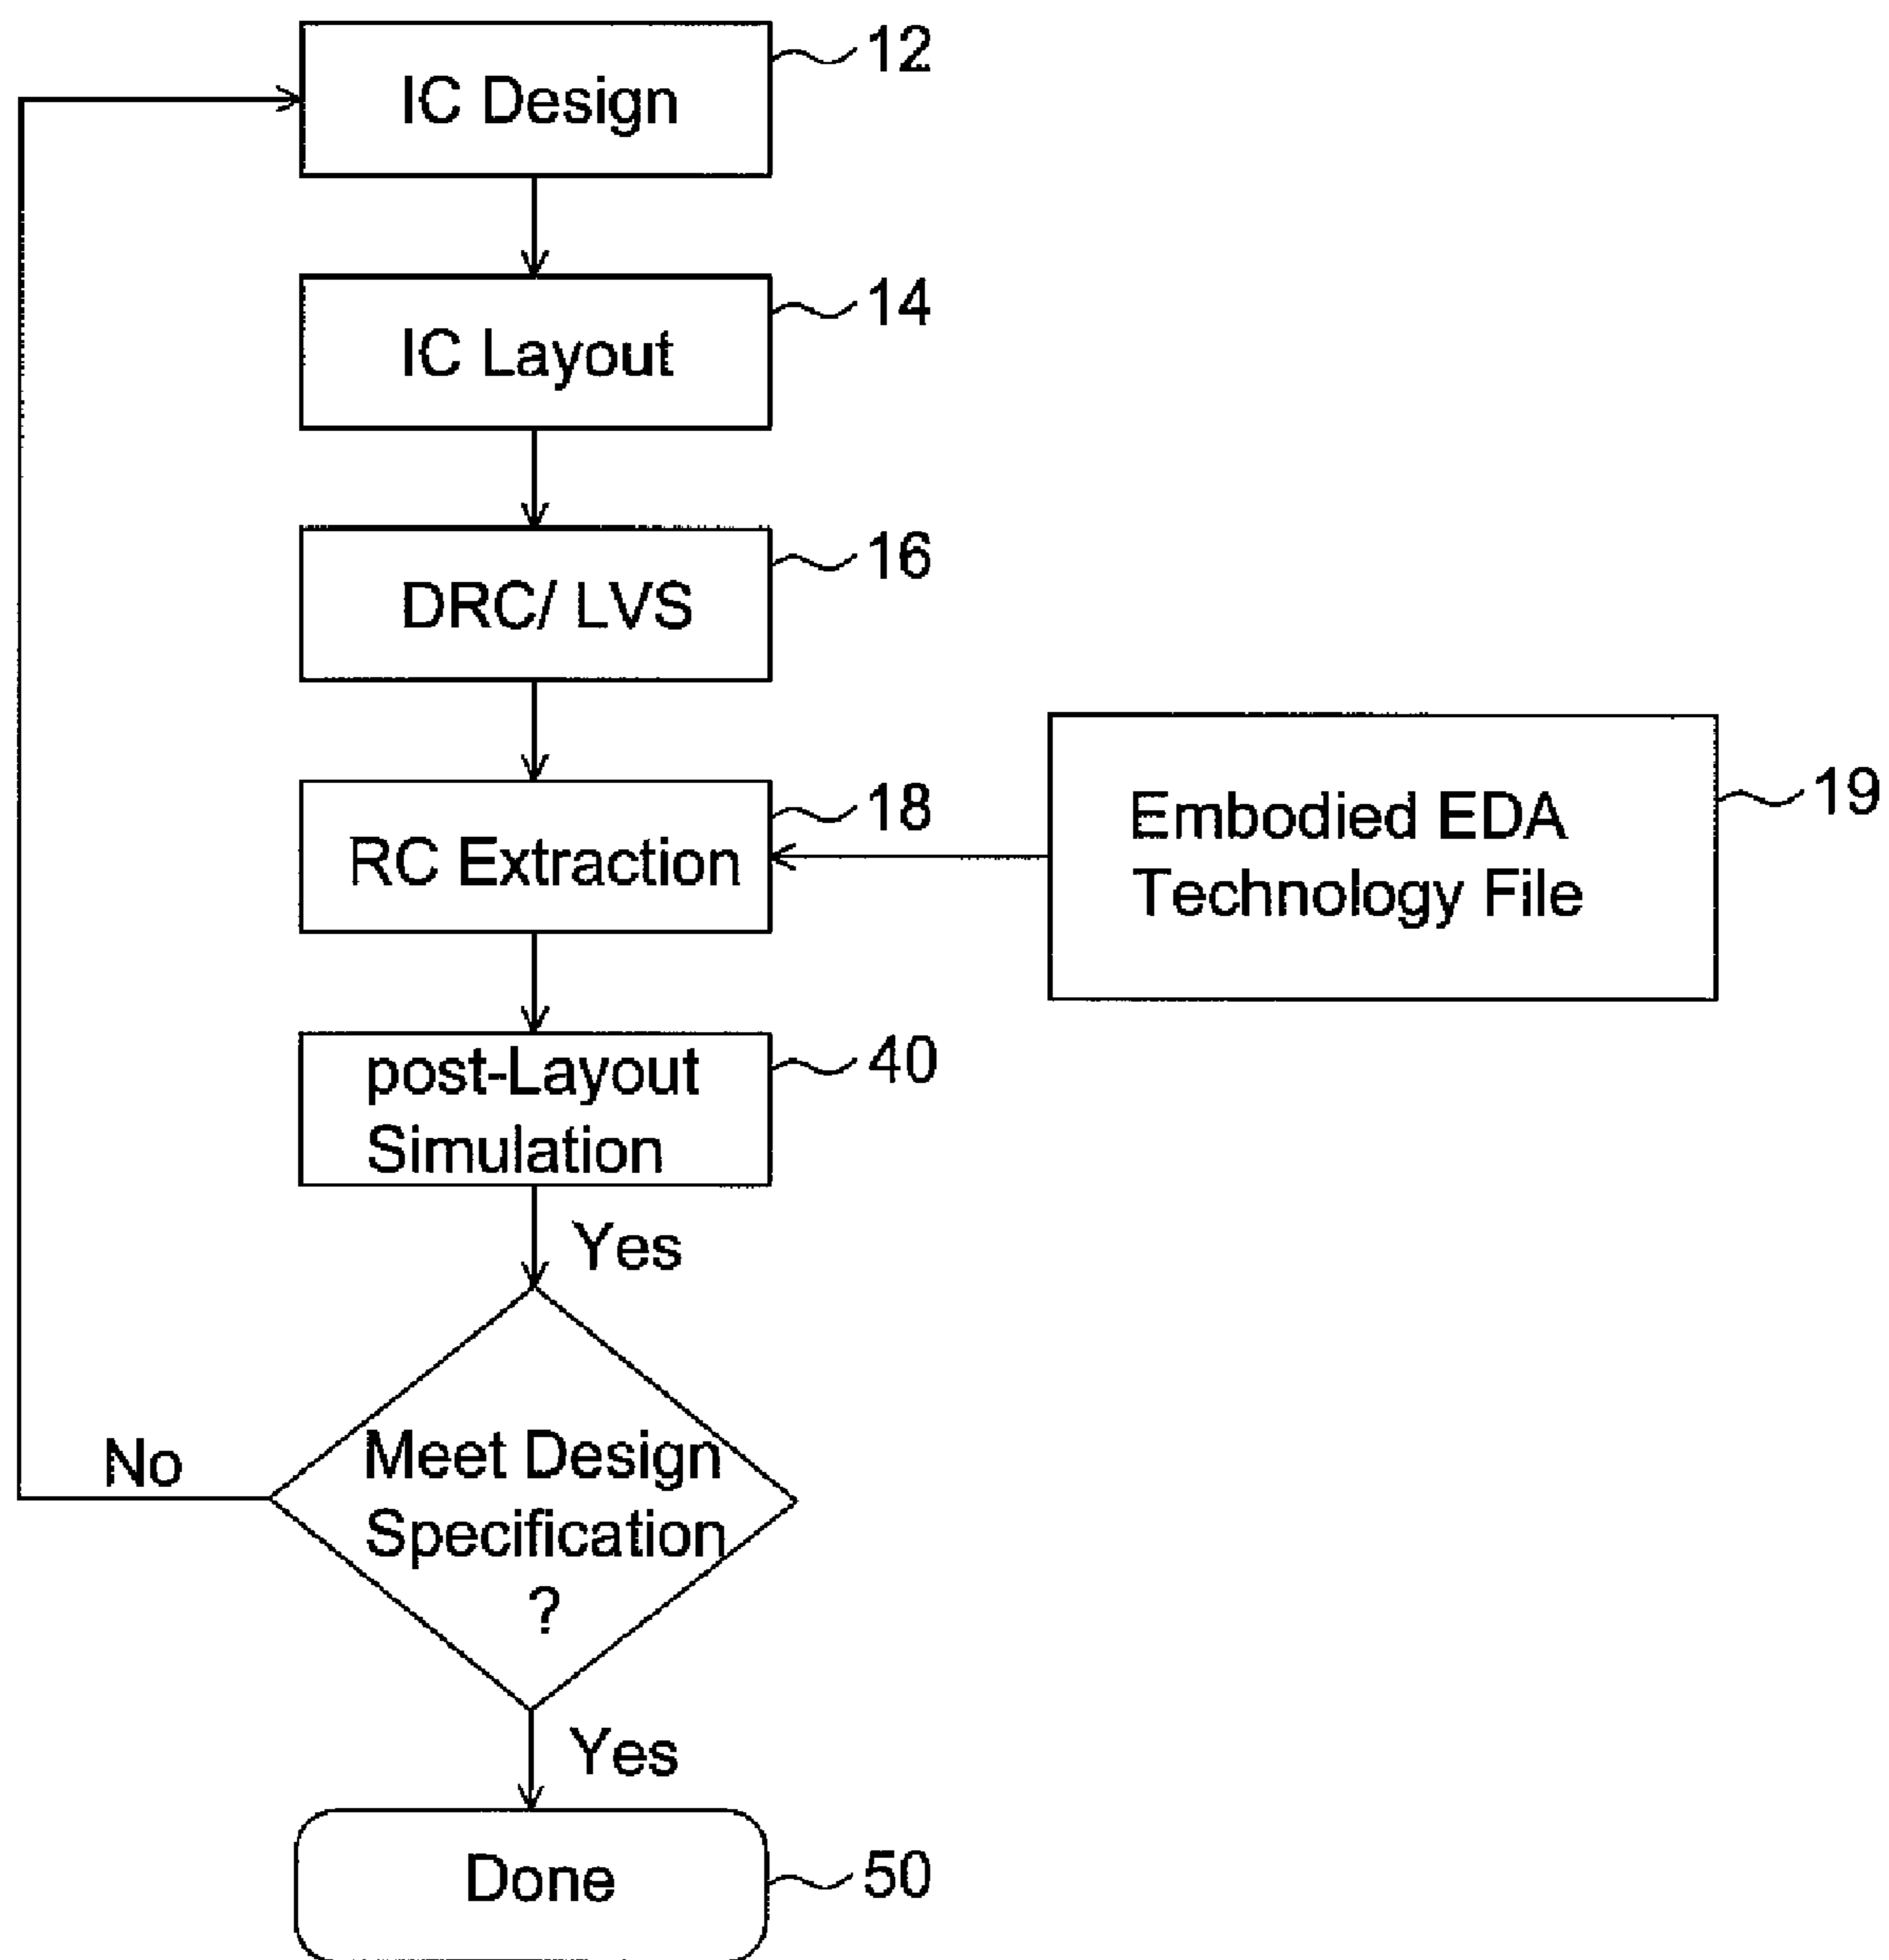 IC Design
12
IC Layout
14
DRC/ LVS
16
RC Extraction
18
Embodied EDA
Technology File
19
post-Layout
Simulation
40
Yes
Meet Design
Specification
?
No
Yes
Done
50